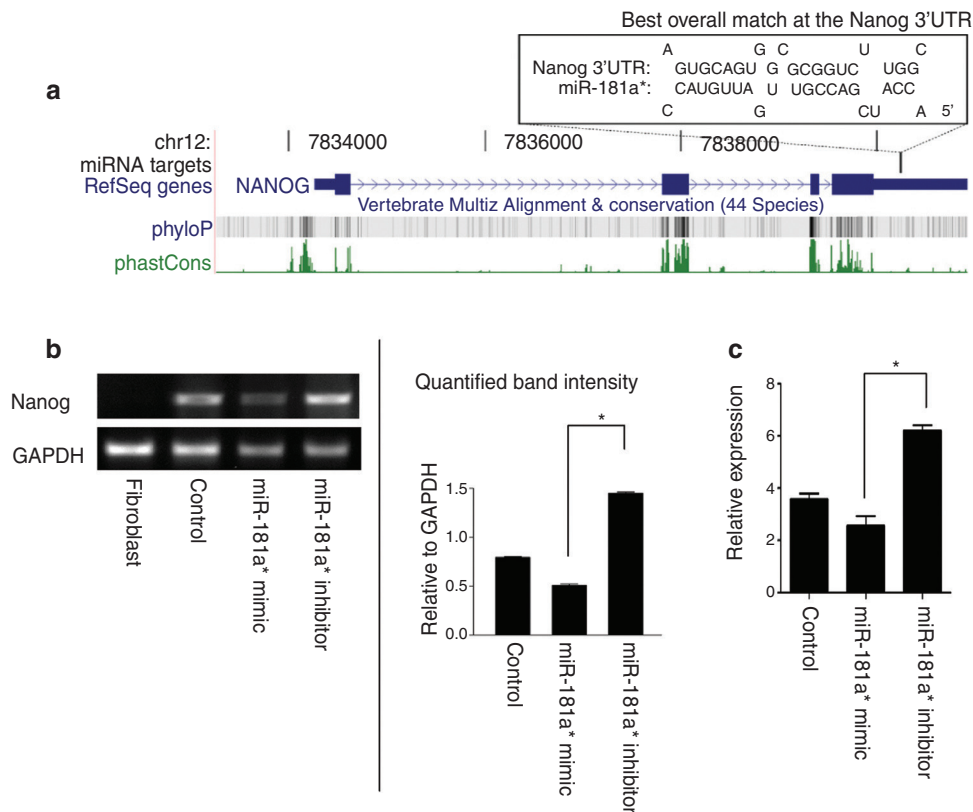 Best overall match at the Nanog 3'UTR
A G C U C
Nanog 3'UTR: GUGCAGU G GCGGUC UGG
miR-181a*: CAUGUUA U UGCCAG ACC
C G CU A 5'
a
chr12: 7834000 7836000 7838000
miRNA targets
RefSeq genes NANOG
Vertebrate Multiz Alignment & conservation (44 Species)
phyloP
phastCons
b
Nanog
GAPDH
Fibroblast
Control
miR-181a* mimic
miR-181a* inhibitor
Quantified band intensity
*
Relative to GAPDH
1.5
1.0
0.5
0.0
Control
miR-181a* mimic
miR-181a* inhibitor
c
*
Relative expression
8
6
4
2
0
Control
miR-181a* mimic
miR-181a* inhibitor